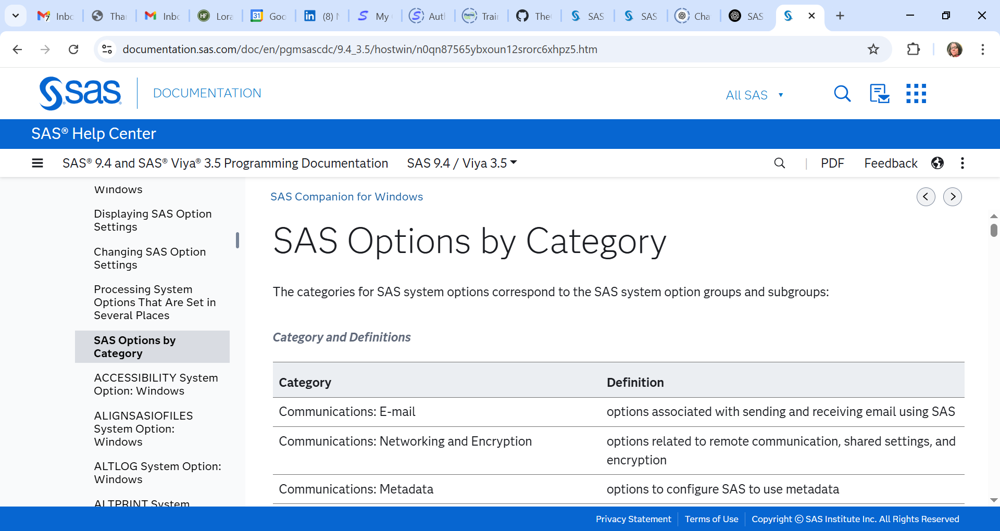 7 Inbo
Tha
Inbo
HF Lora
31 Goo
in (8) N
My
Aut
Trai
The
SAS
SAS
Cha
SAS
documentation.sas.com/doc/en/pgmsascdc/9.4_3.5/hostwin/n0qn87565ybxoun12srorc6xhpz5.htm
sas
DOCUMENTATION
All SAS
SAS® Help Center
SAS® 9.4 and SAS® Viya® 3.5 Programming Documentation
SAS 9.4 / Viya 3.5
PDF
Feedback
Windows
Displaying SAS Option
Settings
Changing SAS Option
Settings
Processing System
Options That Are Set in
Several Places
SAS Options by
Category
ACCESSIBILITY System
Option: Windows
ALIGNSASIOFILES
System Option:
Windows
ALTLOG System Option:
Windows
ALTPRINT System
SAS Companion for Windows
SAS Options by Category
The categories for SAS system options correspond to the SAS system option groups and subgroups:
Category and Definitions
Category Definition
Communications: E-mail options associated with sending and receiving email using SAS
Communications: Networking and Encryption options related to remote communication, shared settings, and
encryption
Communications: Metadata options to configure SAS to use metadata
Privacy Statement | Terms of Use | Copyright © SAS Institute Inc. All Rights Reserved